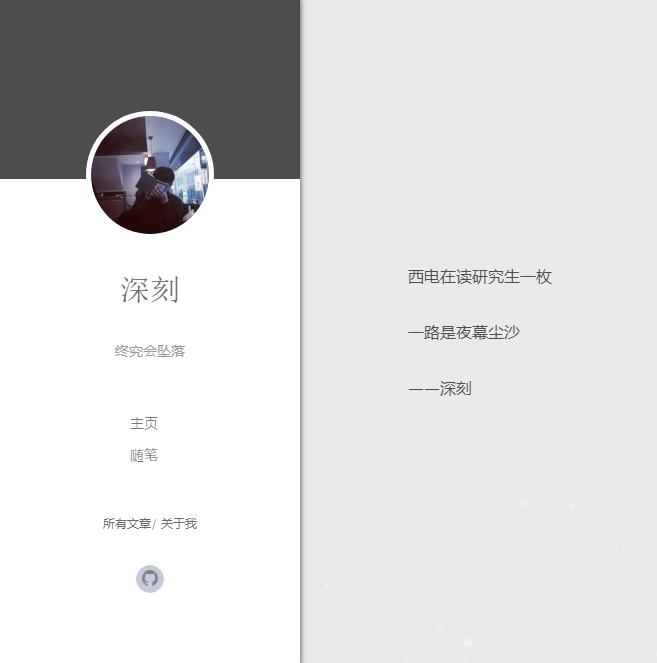 深刻
终究会坠落
主页
随笔
所有文章/ 关于我
西电在读研究生一枚
一路是夜幕尘沙
——深刻